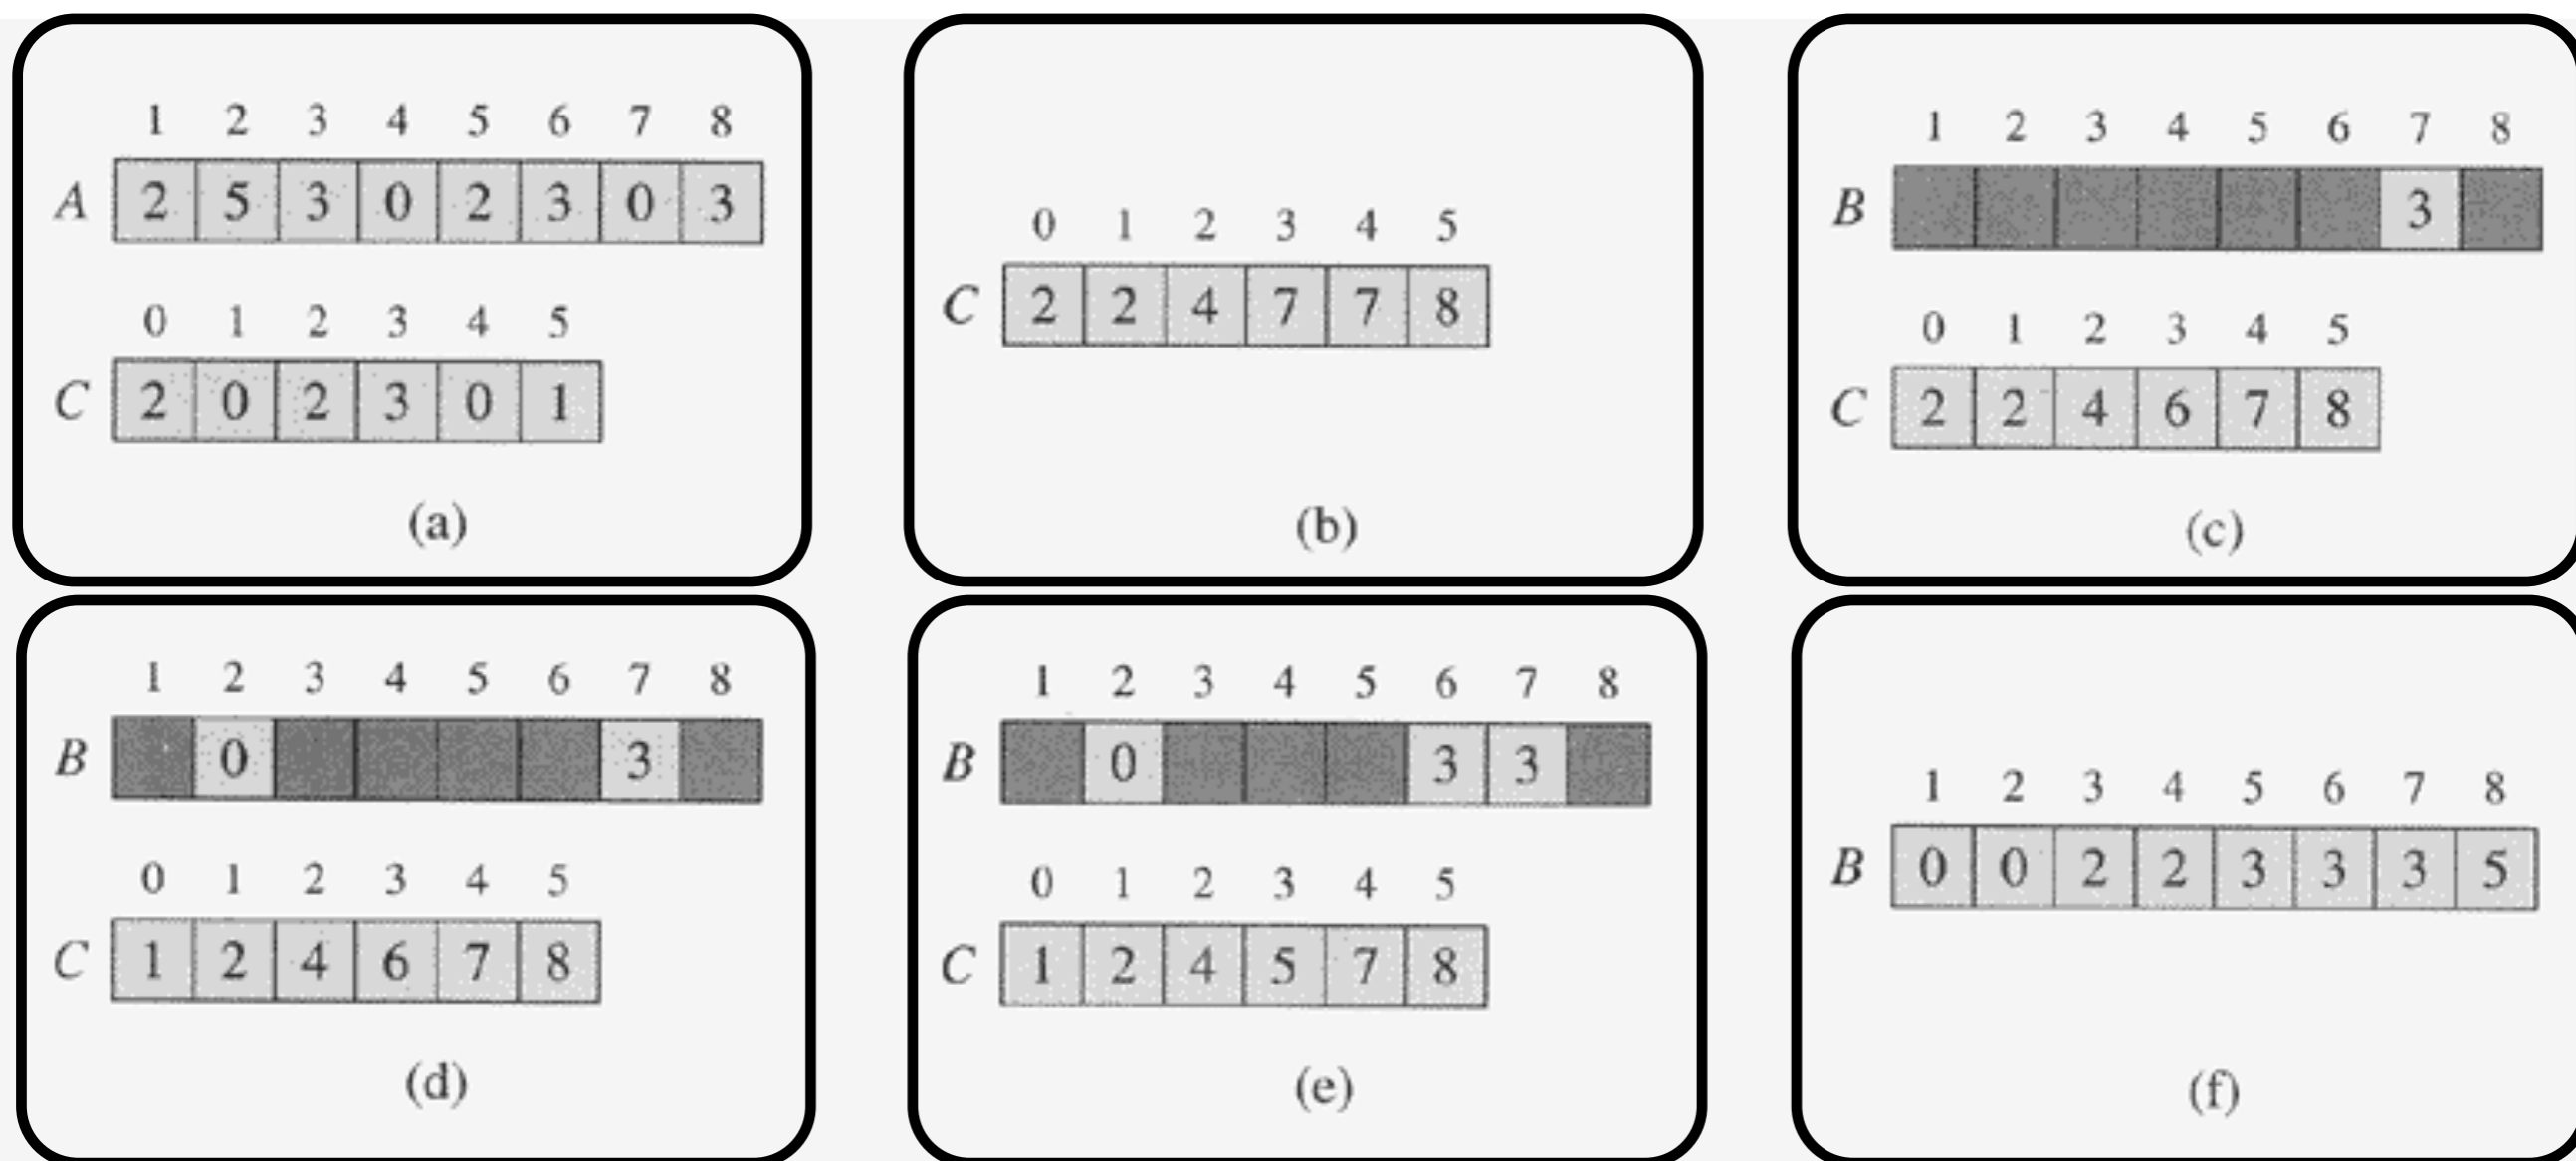 1 2 3 4 5 6 7 8
A 2 5 3 0 2 3 0 3
0 1 2 3 4 5
C 2 0 2 3 0 1
(a)
0 1 2 3 4 5
C 2 2 4 7 7 8
(b)
1 2 3 4 5 6 7 8
B 3
0 1 2 3 4 5
C 2 2 4 6 7 8
(c)
1 2 3 4 5 6 7 8
B 0 3
0 1 2 3 4 5
C 1 2 4 6 7 8
(d)
1 2 3 4 5 6 7 8
B 0 3 3
0 1 2 3 4 5
C 1 2 4 5 7 8
(e)
1 2 3 4 5 6 7 8
B 0 0 2 2 3 3 3 5
(f)